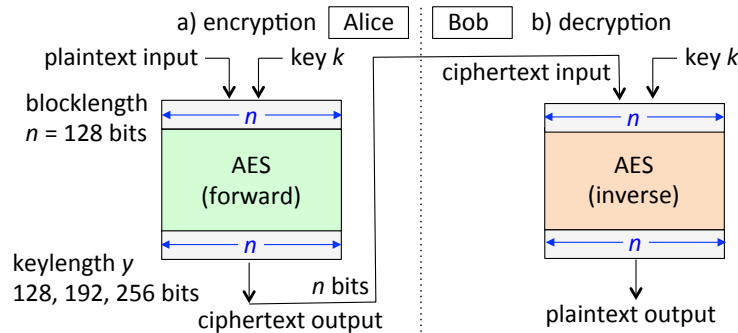 a) encryption
Alice
Bob
b) decryption
plaintext input
key k
ciphertext input
key k
blocklength
n = 128 bits
n
AES
(forward)
n
keylength y
128, 192, 256 bits
n bits
ciphertext output
n
AES
(inverse)
n
plaintext output